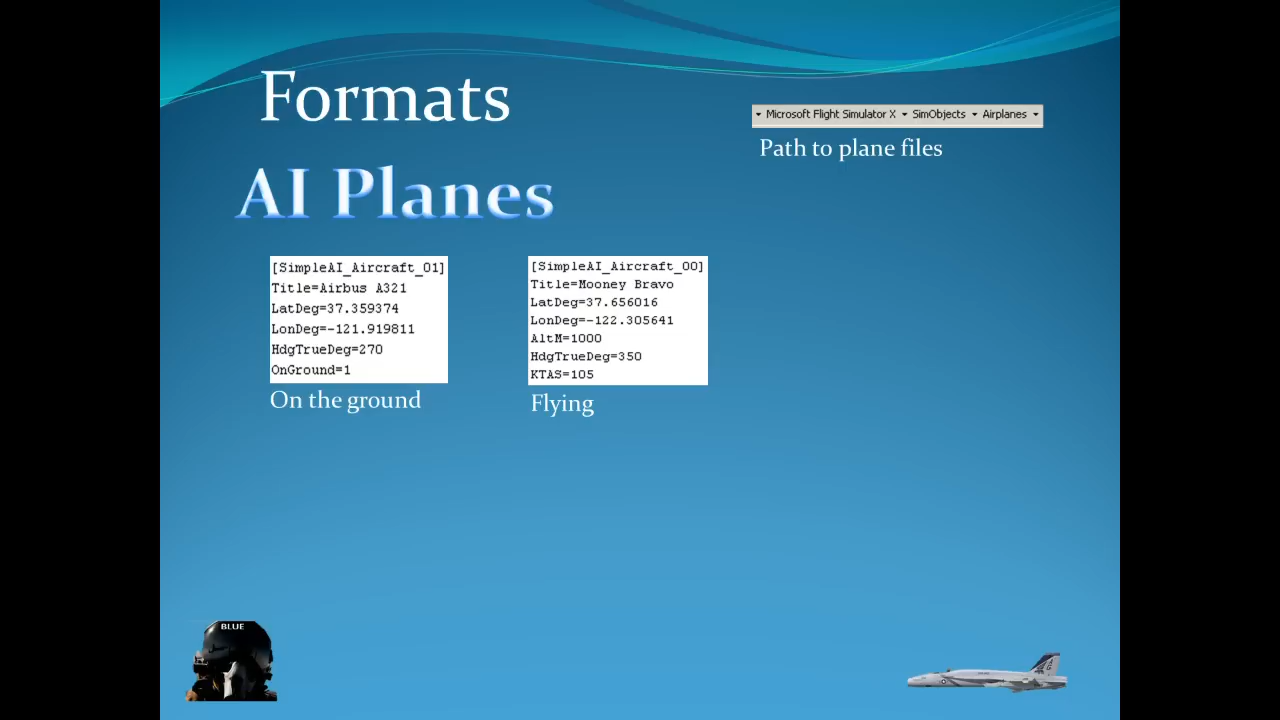 Formats
Microsoft Flight Simulator X SimObjects Airplanes
Path to plane files
AI Planes
[SimpleAI_Aircraft_01]
Title=Airbus A321
LatDeg=37.359374
LonDeg=-121.919811
HdgTrueDeg=270
OnGround=1
On the ground
[SimpleAI_Aircraft_00]
Title=Mooney Bravo
LatDeg=37.656016
LonDeg=-122.305641
AltM=1000
HdgTrueDeg=350
KTAS=105
Flying
BLUE